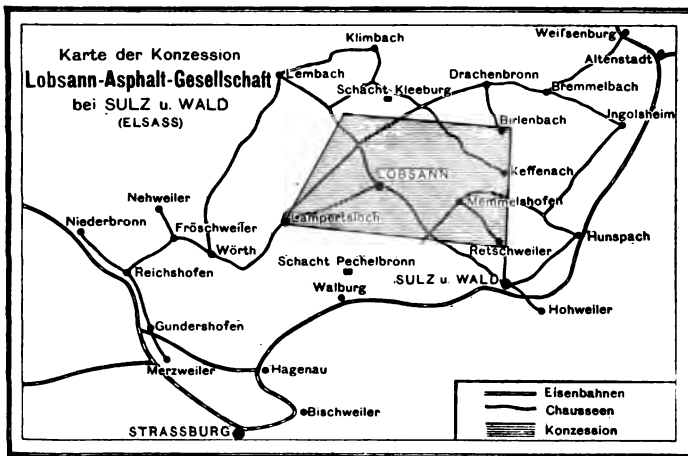 Karte der Konzession
Lobsann-Asphalt-Gesellschaft
bei SULZ u. WALD
(ELSASS)
Klimbach
Weifsenburg
Altenstadt
Lembach
Drachenbronn
Bremmelbach
Schacht Kleeburg
Ingolsheim
Birlenbach
Keffenach
LOBSANN
Nehweiler
Memmelshofen
Niederbronn
Lampertsloch
Fröschweiler
Hunspach
Wörth
Retschweiler
Schacht Pechelbronn
Reichshofen
SULZ u. WALD
Walburg
Hohweiler
Gundershofen
Merzweiler
Hagenau
Bischweiler
STRASSBURG
Eisenbahnen
Chausseen
Konzession